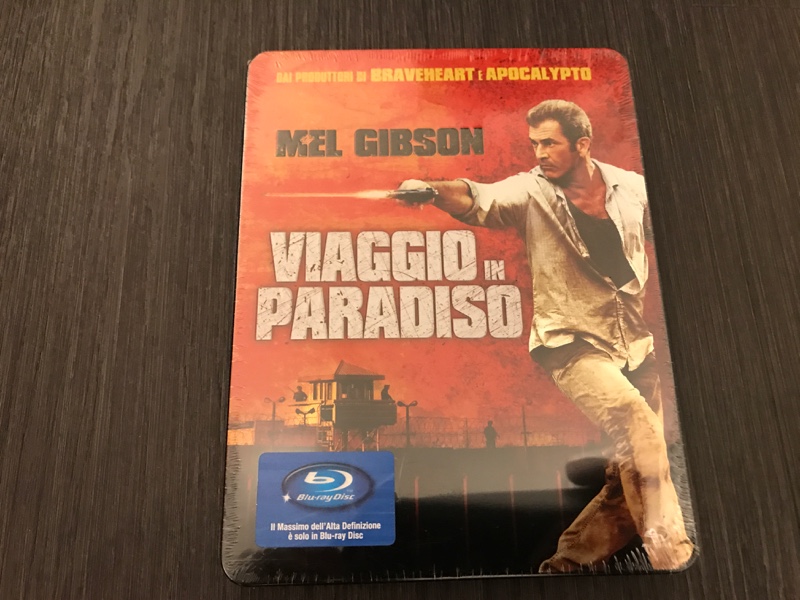 DAI PRODUTTORI DI BRAVEHEART E APOCALYPTO
MEL GIBSON
VIAGGIO IN
PARADISO
Blu-ray Disc
Il Massimo dell'Alta Definizione
è solo in Blu-ray Disc